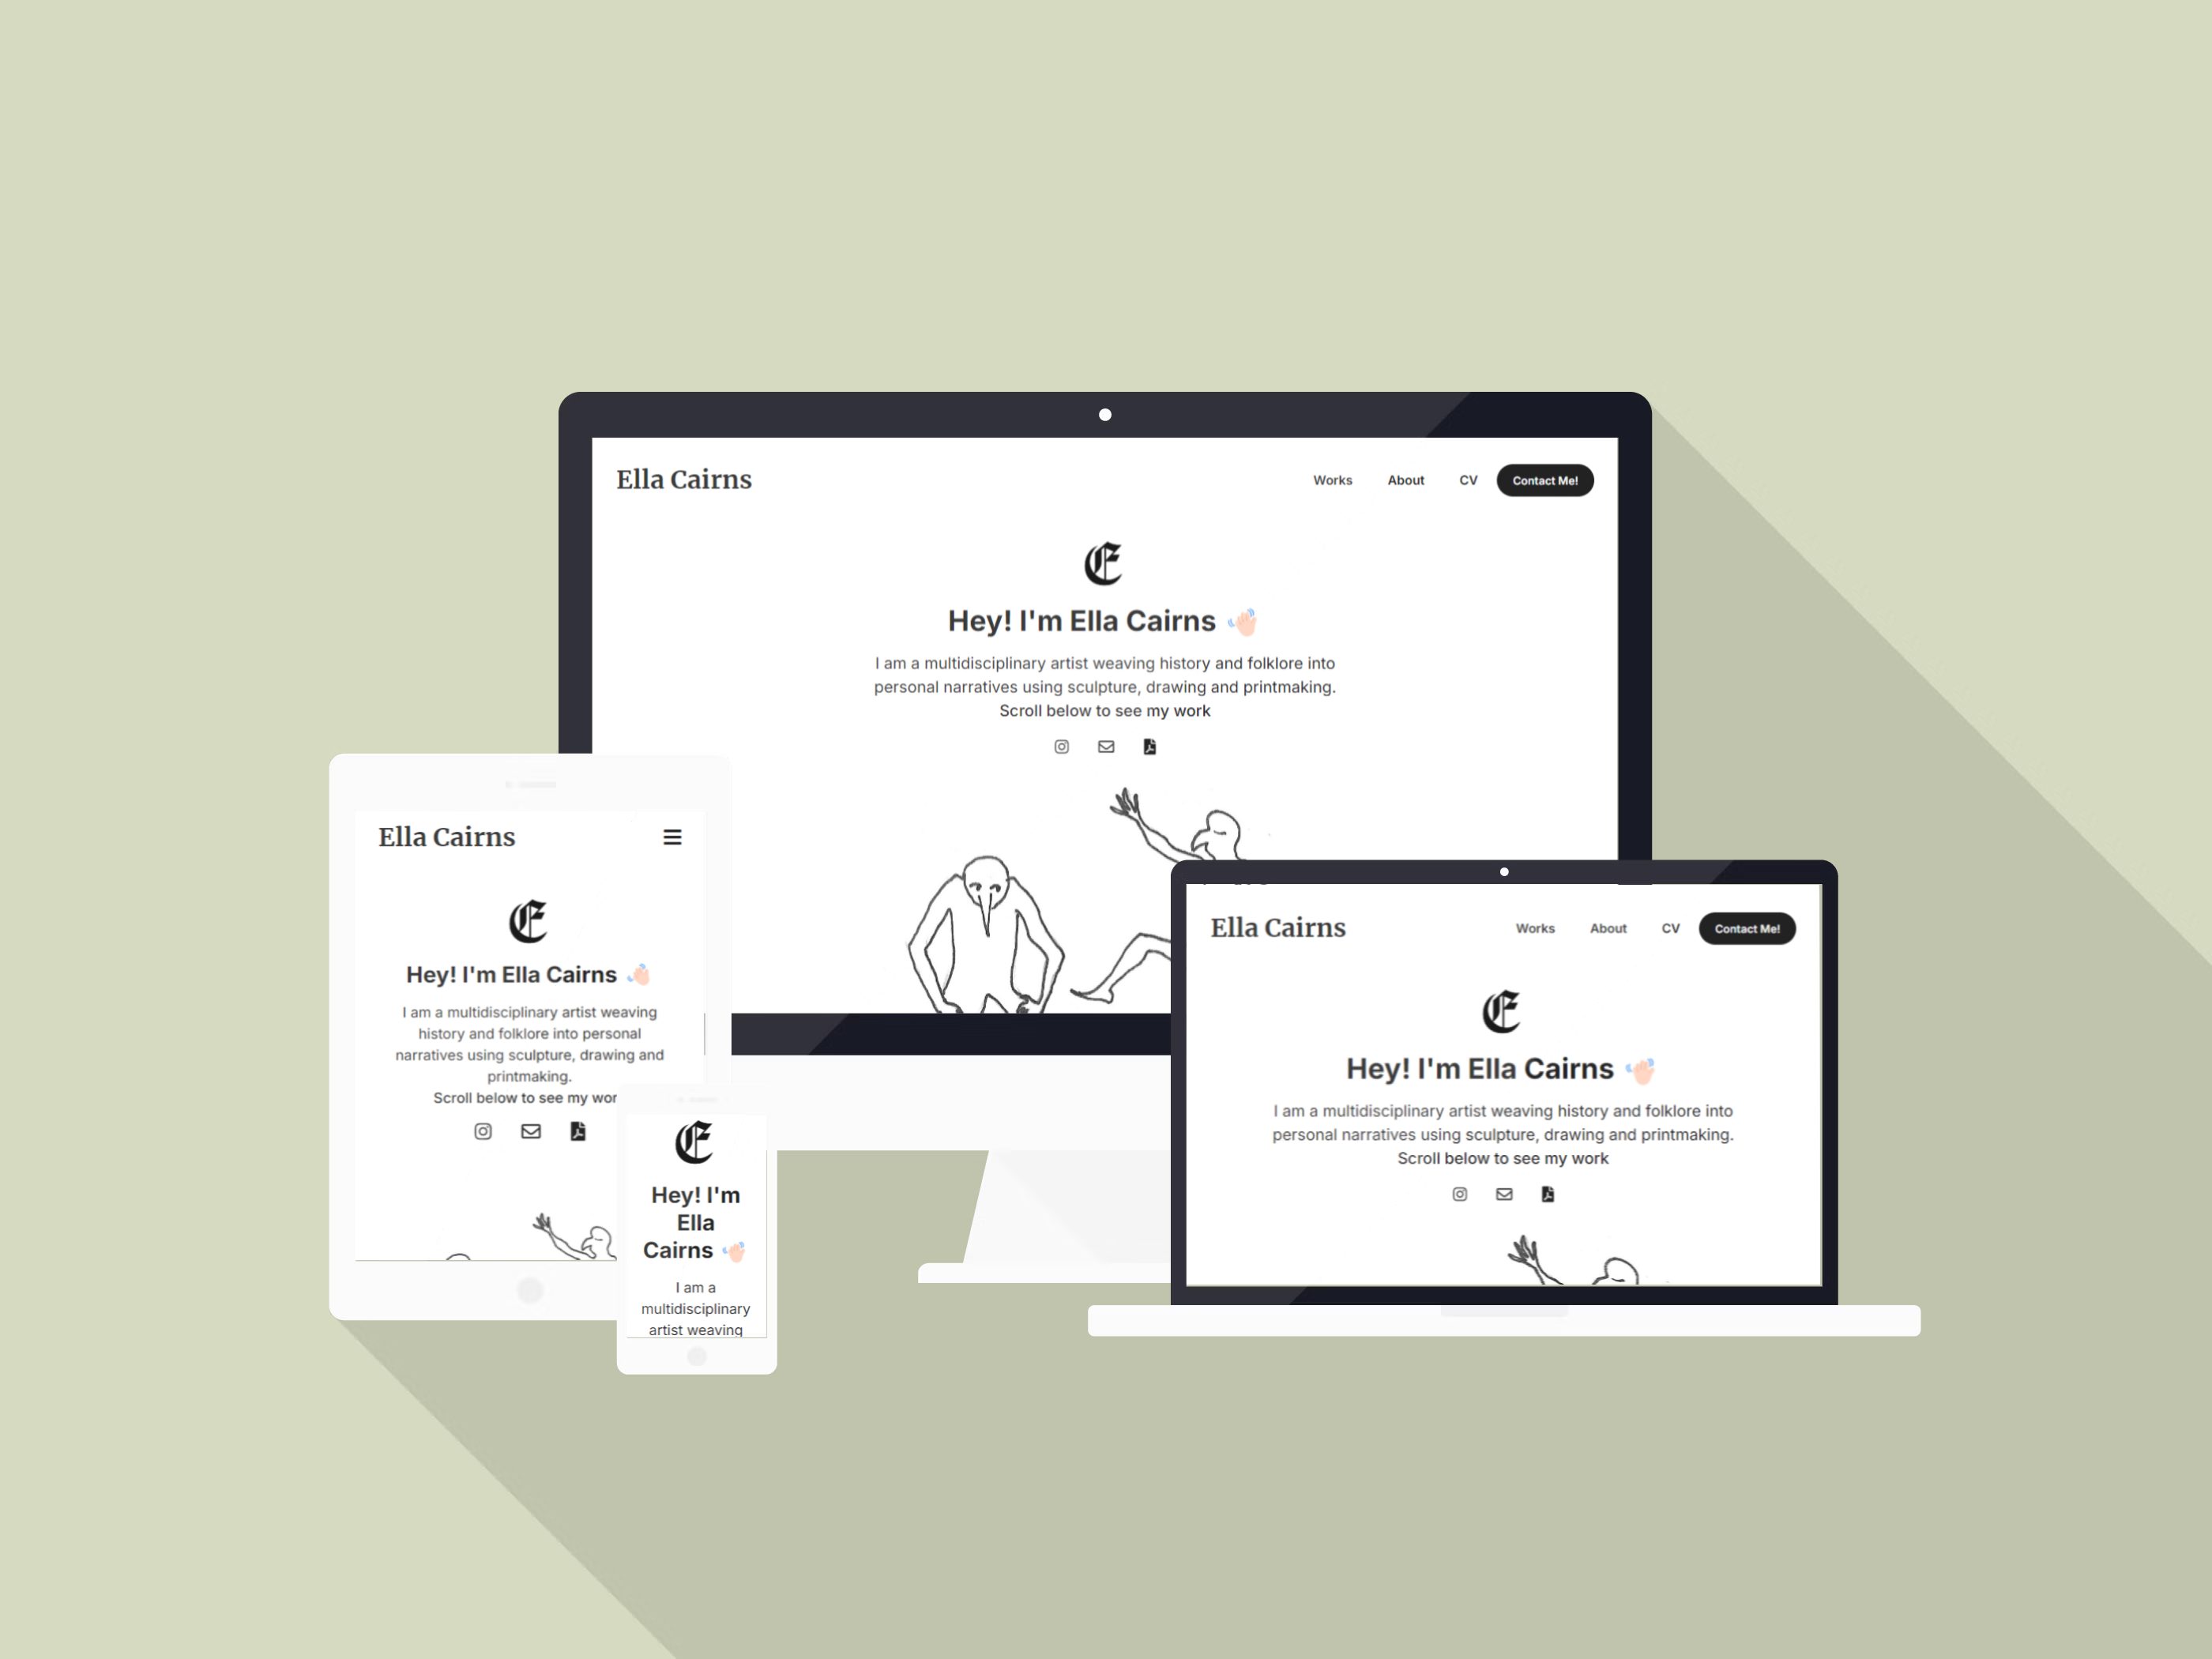 Ella Cairns
Works About CV Contact Me!
E
Hey! I'm Ella Cairns 👋🏻
I am a multidisciplinary artist weaving history and folklore into
personal narratives using sculpture, drawing and printmaking.
Scroll below to see my work
Ella Cairns
E
Hey! I'm Ella Cairns 👋🏻
I am a multidisciplinary artist weaving
history and folklore into personal
narratives using sculpture, drawing and
printmaking.
Scroll below to see my wor
E
Hey! I'm
Ella
Cairns 👋🏻
I am a
multidisciplinary
artist weaving
Ella Cairns
Works About CV Contact Me!
E
Hey! I'm Ella Cairns 👋🏻
I am a multidisciplinary artist weaving history and folklore into
personal narratives using sculpture, drawing and printmaking.
Scroll below to see my work